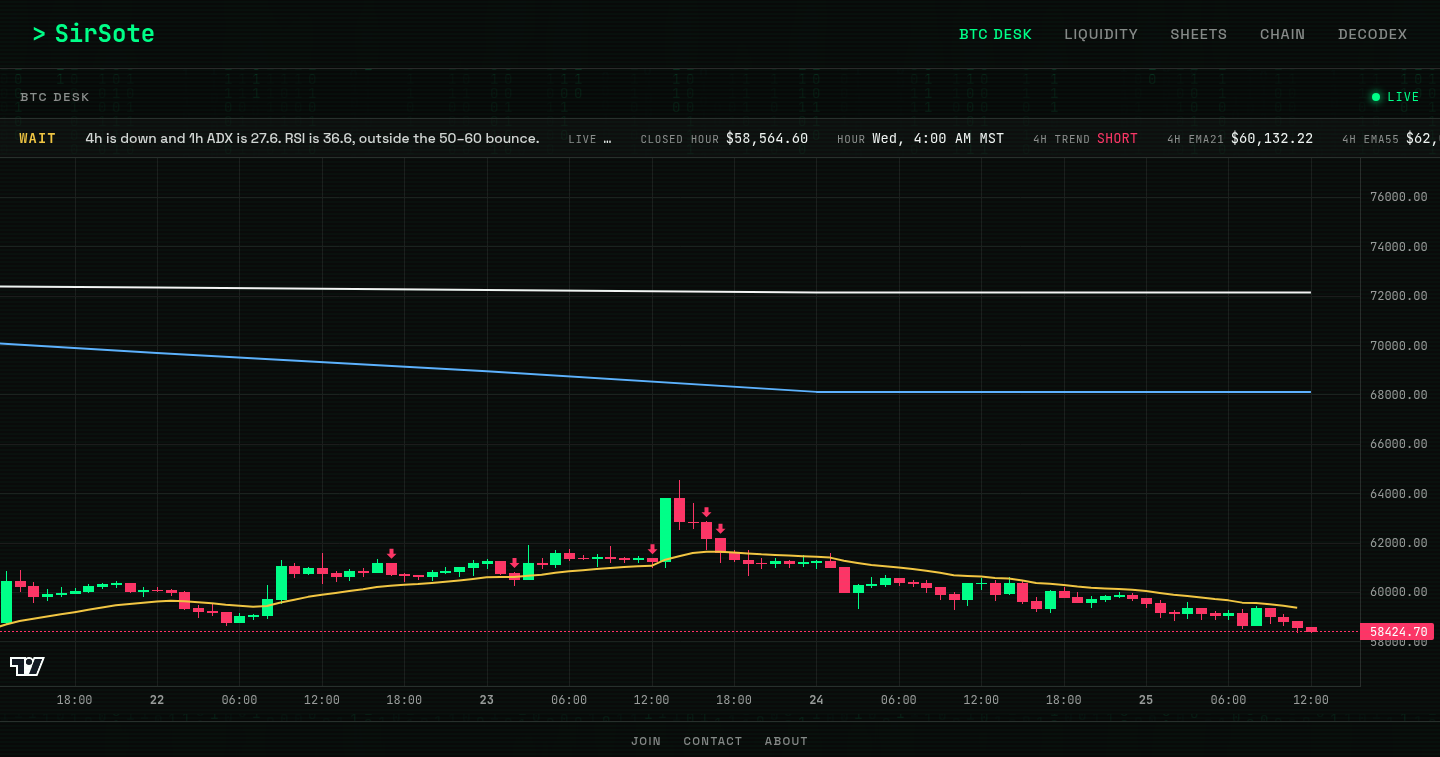 > SirSote
BTC DESK LIQUIDITY SHEETS CHAIN DECODEX
BTC DESK
LIVE
WAIT 4h is down and 1h ADX is 27.6. RSI is 36.6, outside the 50–60 bounce. LIVE … CLOSED HOUR $58,564.60 HOUR Wed, 4:00 AM MST 4H TREND SHORT 4H EMA21 $60,132.22 4H EMA55 $62,
76000.00
74000.00
72000.00
70000.00
68000.00
66000.00
64000.00
62000.00
60000.00
58424.70
58000.00
18:00 22 06:00 12:00 18:00 23 06:00 12:00 18:00 24 06:00 12:00 18:00 25 06:00 12:00
JOIN CONTACT ABOUT